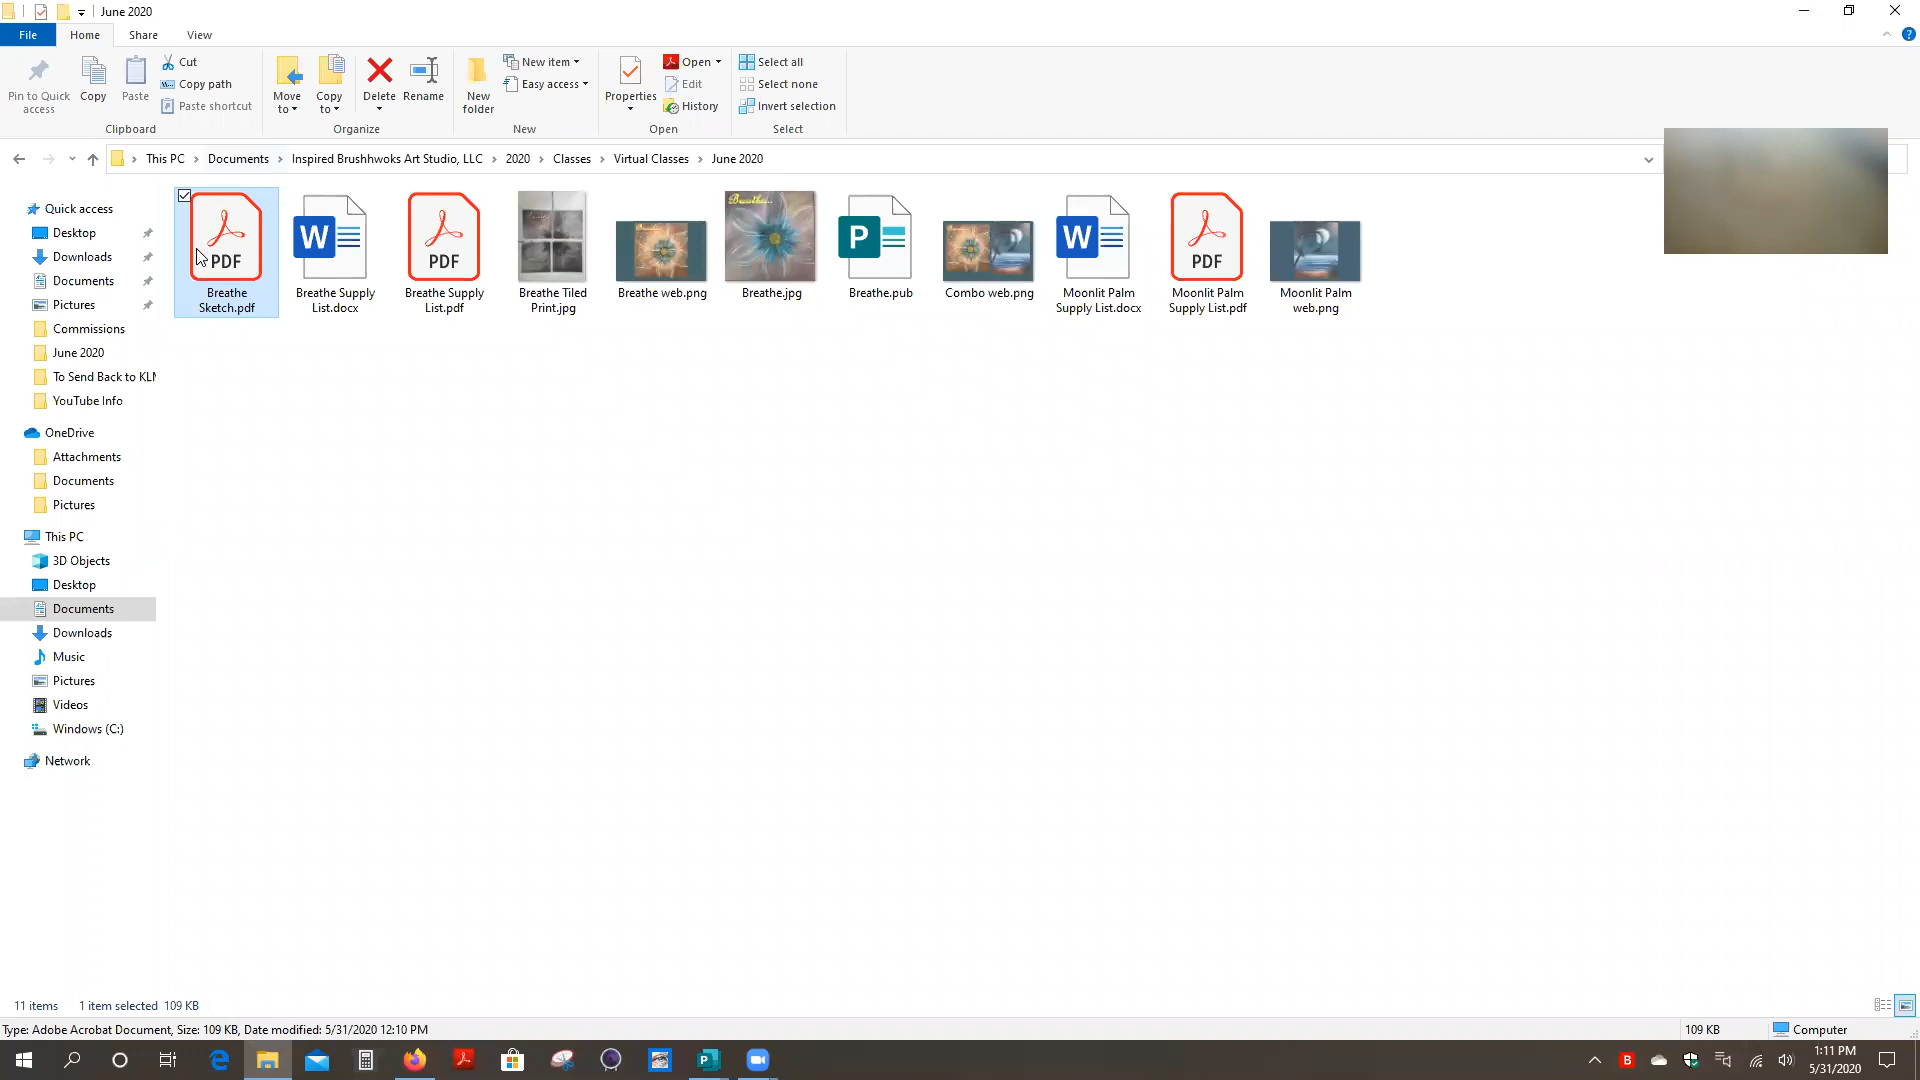 June 2020
File Home Share View
Pin to Quick access
Copy
Paste
Cut
Copy path
Paste shortcut
Clipboard
Move to
Copy to
Delete
Rename
Organize
New folder
New item
Easy access
New
Properties
Open
Edit
History
Open
Select all
Select none
Invert selection
Select
This PC > Documents > Inspired Brushhwoks Art Studio, LLC > 2020 > Classes > Virtual Classes > June 2020
Quick access
Desktop
Downloads
Documents
Pictures
Commissions
June 2020
To Send Back to KLM
YouTube Info
OneDrive
Attachments
Documents
Pictures
This PC
3D Objects
Desktop
Documents
Downloads
Music
Pictures
Videos
Windows (C:)
Network
PDF
Breathe
Sketch.pdf
W
Breathe Supply
List.docx
PDF
Breathe Supply
List.pdf
Breathe Tiled
Print.jpg
Breathe web.png
Breathe...
Breathe.jpg
P
Breathe.pub
Combo web.png
W
Moonlit Palm
Supply List.docx
PDF
Moonlit Palm
Supply List.pdf
Moonlit Palm
web.png
11 items 1 item selected 109 KB
Type: Adobe Acrobat Document, Size: 109 KB, Date modified: 5/31/2020 12:10 PM
109 KB
Computer
1:11 PM
5/31/2020